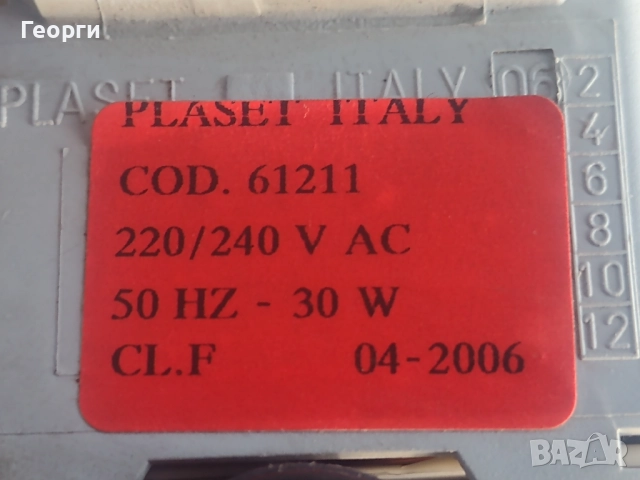 Георги
PLASET ITALY 06 2
4
6
8
10
12
PLASET ITALY
COD. 61211
220/240 V AC
50 HZ - 30 W
CL.F 04-2006
BAZAR